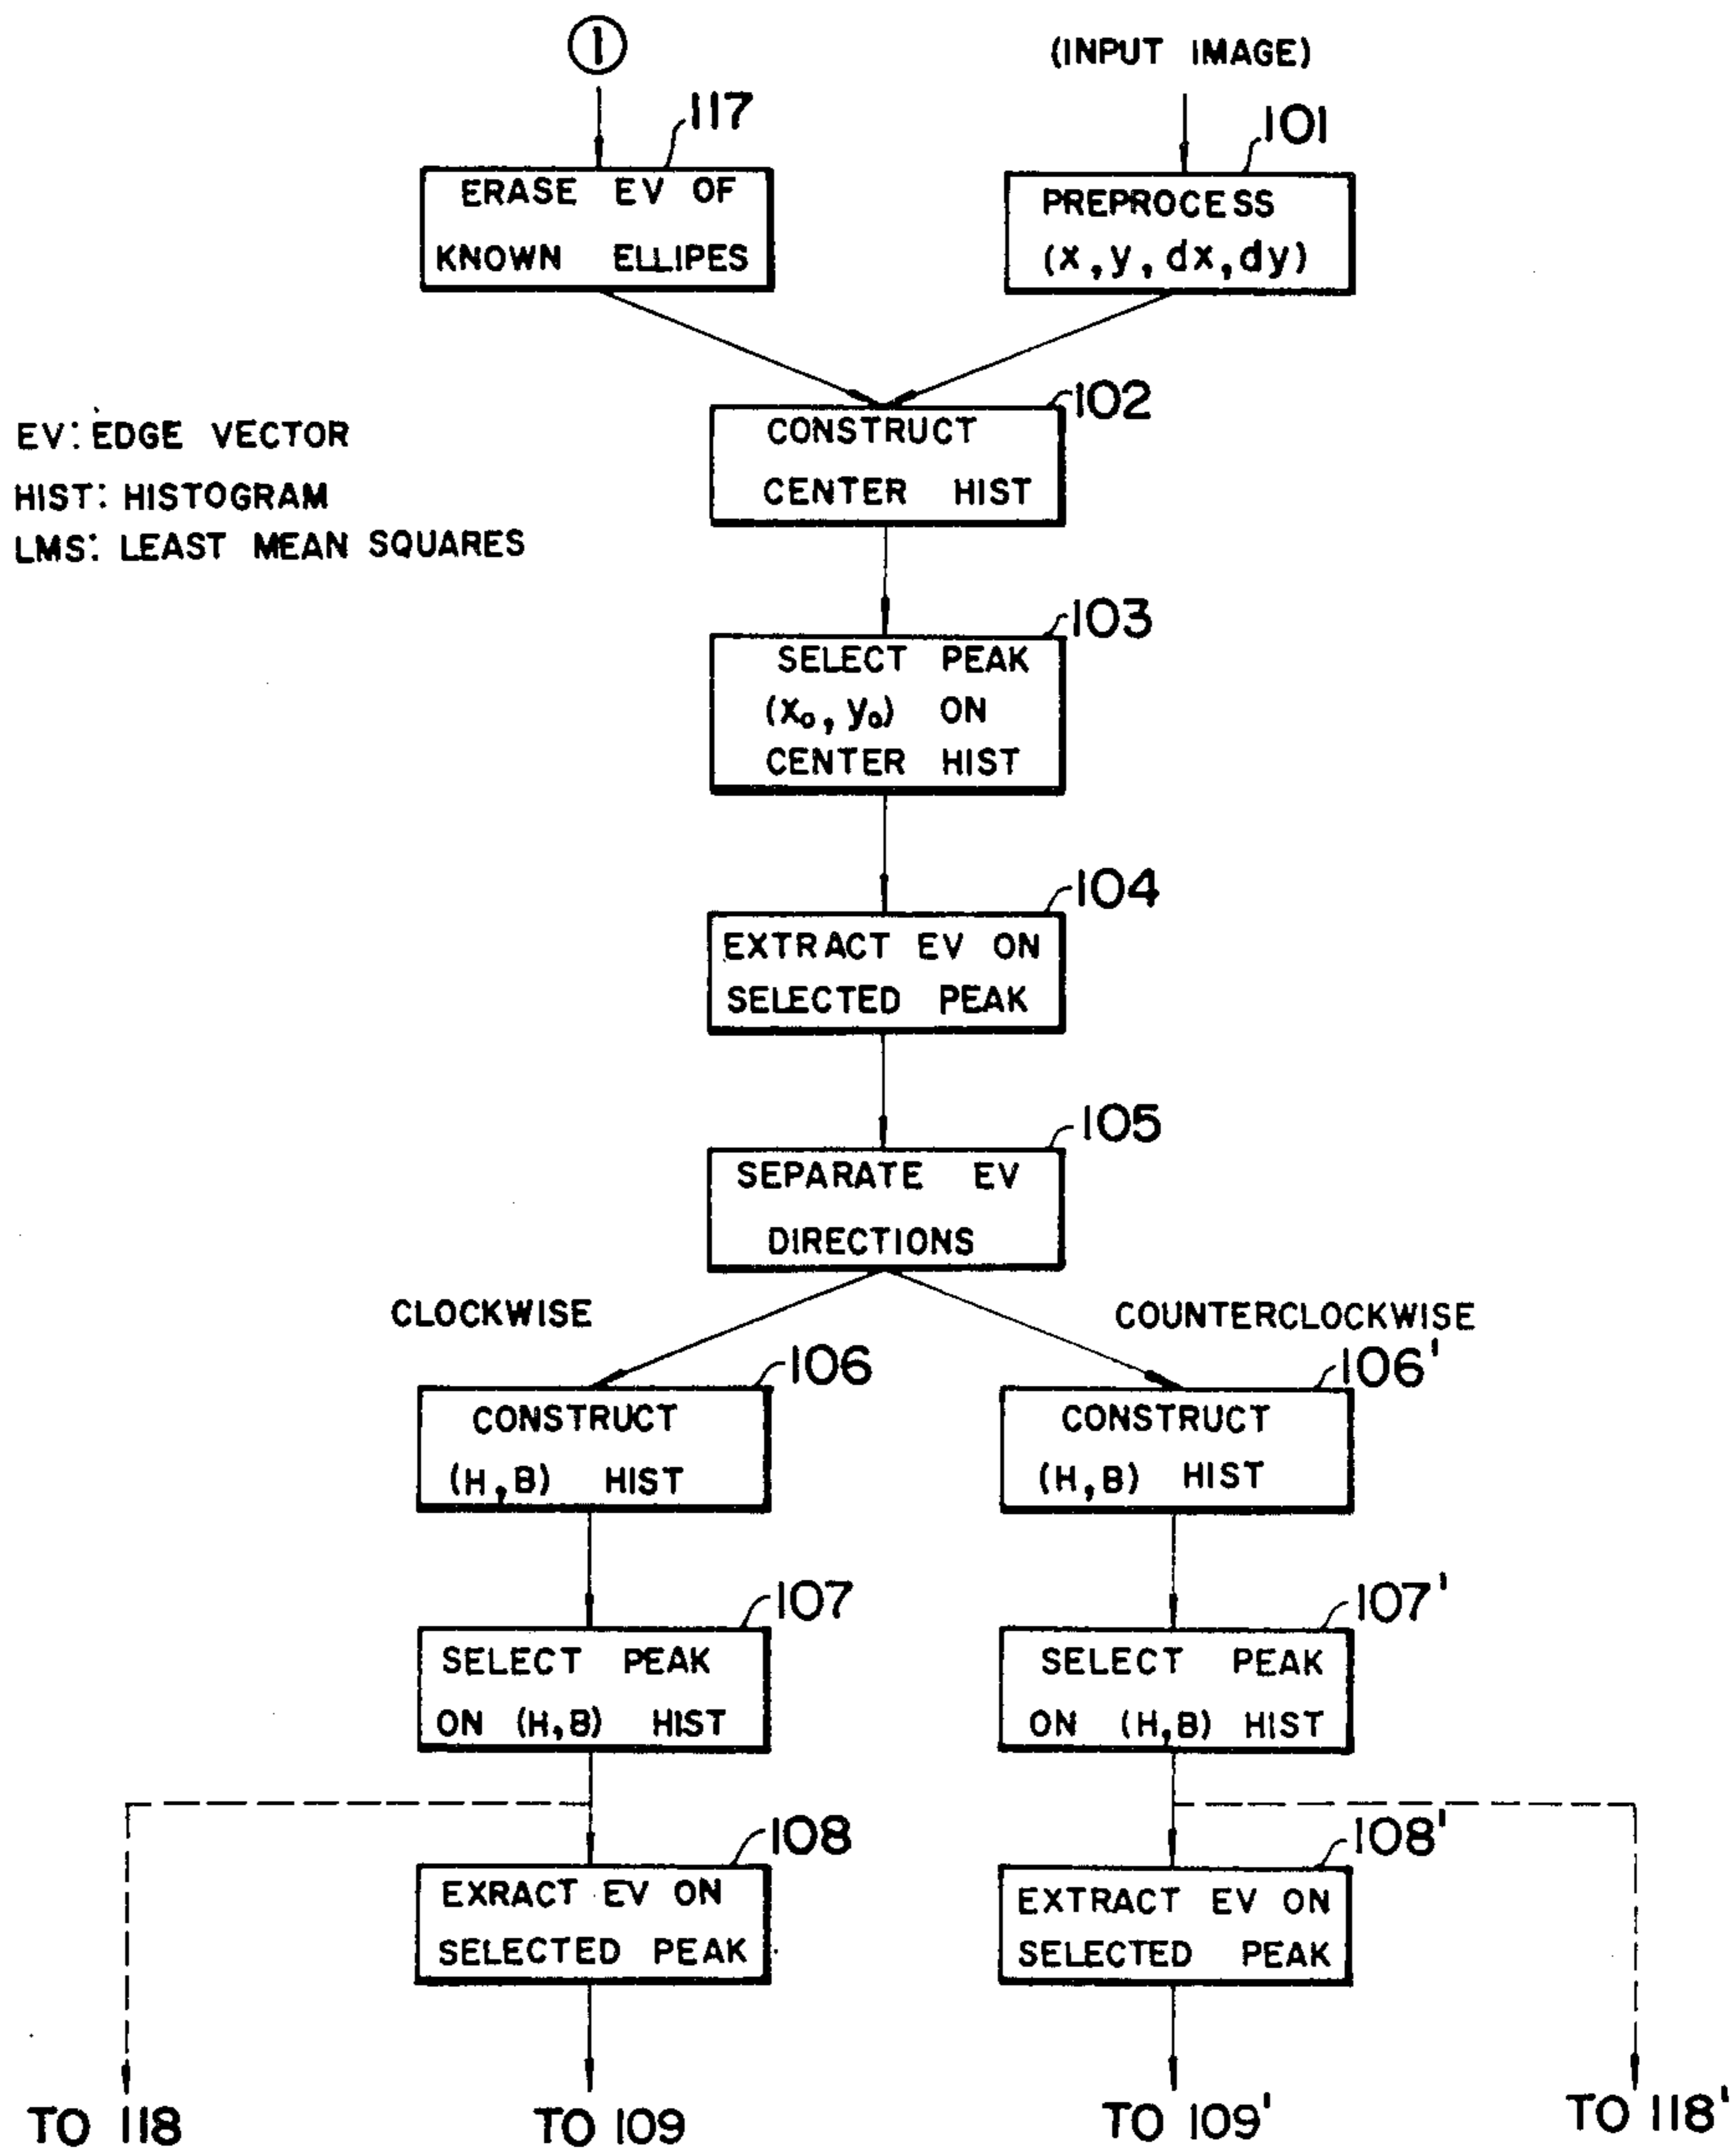 1
(INPUT IMAGE)
117
101
ERASE EV OF
KNOWN ELLIPES
PREPROCESS
(x, y, dx, dy)
EV: EDGE VECTOR
HIST: HISTOGRAM
LMS: LEAST MEAN SQUARES
102
CONSTRUCT
CENTER HIST
103
SELECT PEAK
(x₀, y₀) ON
CENTER HIST
104
EXTRACT EV ON
SELECTED PEAK
105
SEPARATE EV
DIRECTIONS
CLOCKWISE
COUNTERCLOCKWISE
106
CONSTRUCT
(H,B) HIST
106'
CONSTRUCT
(H,B) HIST
107
SELECT PEAK
ON (H,B) HIST
107'
SELECT PEAK
ON (H,B) HIST
108
EXRACT EV ON
SELECTED PEAK
108'
EXTRACT EV ON
SELECTED PEAK
TO 118
TO 109
TO 109'
TO 118'